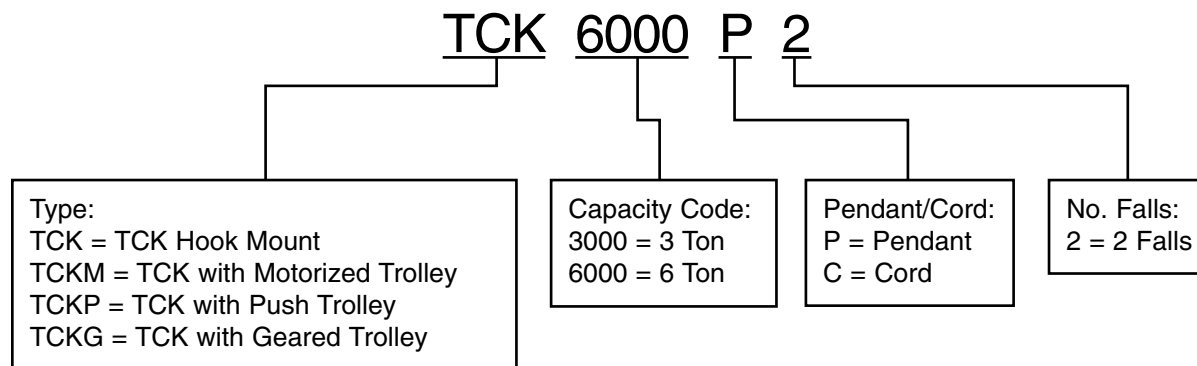 TCK 6000 P 2
Type:
TCK = TCK Hook Mount
TCKM = TCK with Motorized Trolley
TCKP = TCK with Push Trolley
TCKG = TCK with Geared Trolley
Capacity Code:
3000 = 3 Ton
6000 = 6 Ton
Pendant/Cord:
P = Pendant
C = Cord
No. Falls:
2 = 2 Falls